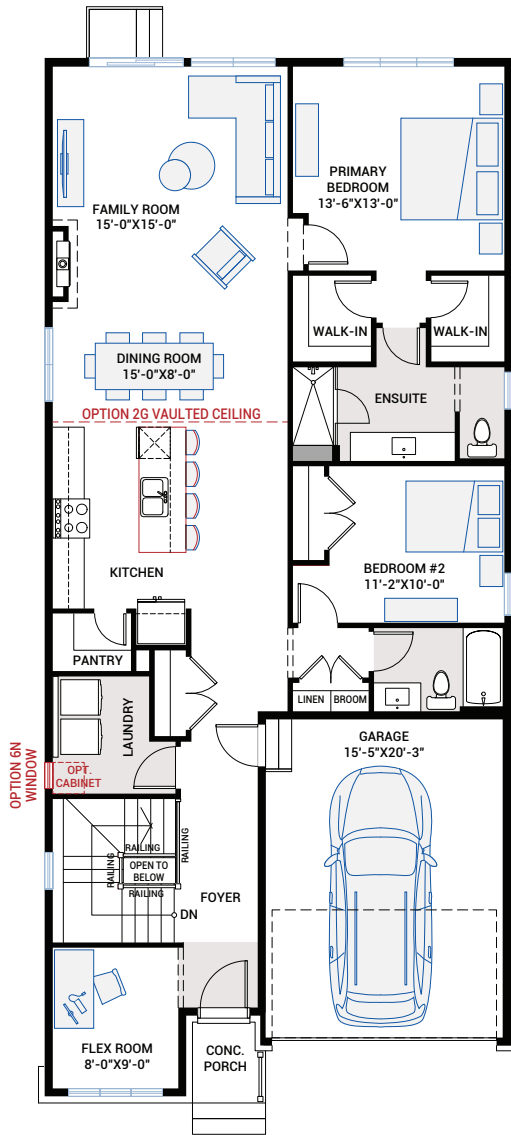 PRIMARY
BEDROOM
13'-6"X13'-0"
FAMILY ROOM
15'-0"X15'-0"
WALK-IN
WALK-IN
DINING ROOM
15'-0"X8'-0"
ENSUITE
OPTION 2G VAULTED CEILING
KITCHEN
BEDROOM #2
11'-2"X10'-0"
PANTRY
LINEN
BROOM
LAUNDRY
GARAGE
15'-5"X20'-3"
OPTION 6N
WINDOW
OPT.
CABINET
RAILING
RAILING
RAILING
OPEN TO
BELOW
RAILING
FOYER
DN
FLEX ROOM
8'-0"X9'-0"
CONC.
PORCH